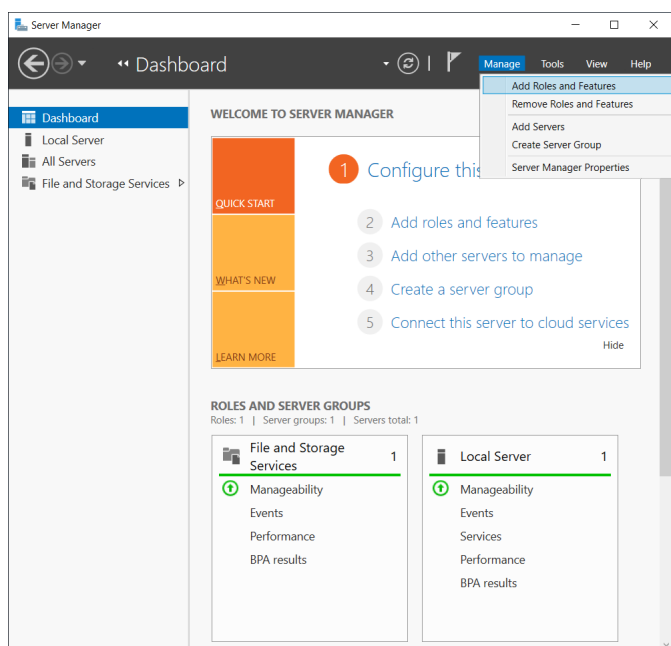 Server Manager
Dashboard
Manage Tools View Help
Add Roles and Features
Remove Roles and Features
Add Servers
Create Server Group
Server Manager Properties
Dashboard
Local Server
All Servers
File and Storage Services
WELCOME TO SERVER MANAGER
QUICK START
WHAT'S NEW
LEARN MORE
1 Configure this
2 Add roles and features
3 Add other servers to manage
4 Create a server group
5 Connect this server to cloud services
Hide
ROLES AND SERVER GROUPS
Roles: 1 | Server groups: 1 | Servers total: 1
File and Storage
Services
1
Manageability
Events
Performance
BPA results
Local Server 1
Manageability
Events
Services
Performance
BPA results